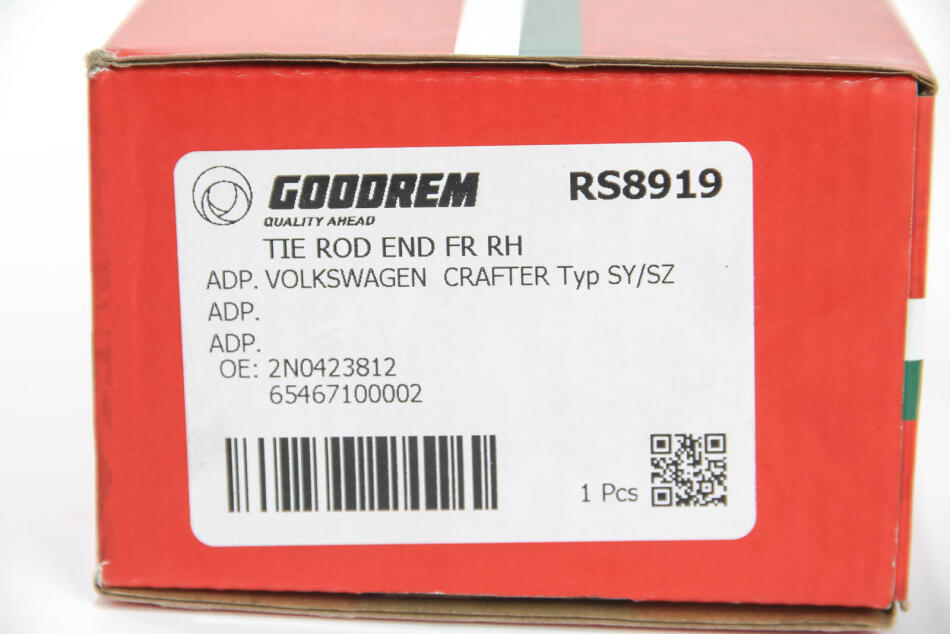 GOODREM
QUALITY AHEAD
RS8919
TIE ROD END FR RH
ADP. VOLKSWAGEN CRAFTER Typ SY/SZ
ADP.
ADP.
OE: 2N0423812
65467100002
1 Pcs